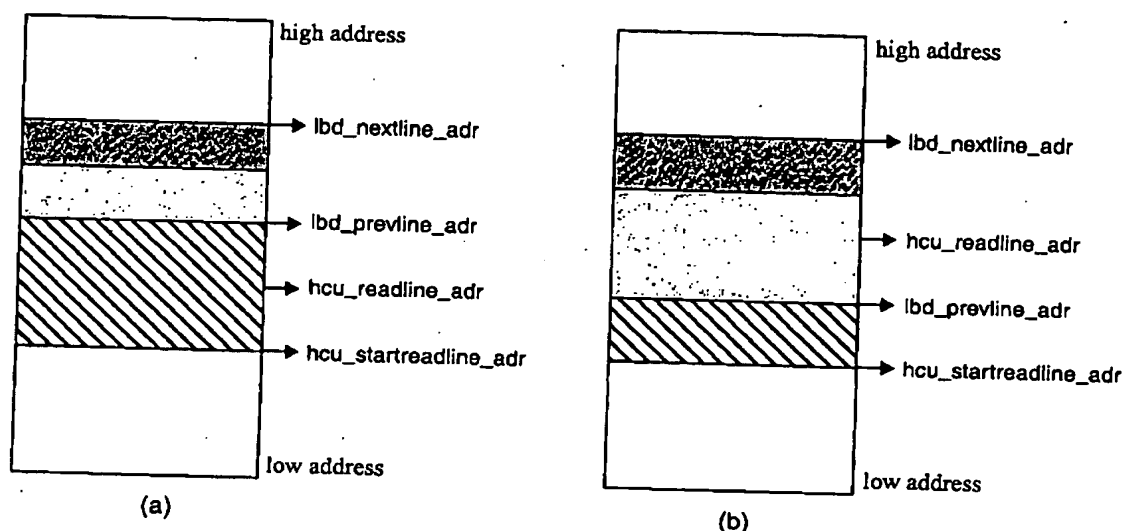 high address
lbd_nextline_adr
lbd_prevline_adr
hcu_readline_adr
hcu_startreadline_adr
low address
(a)
high address
lbd_nextline_adr
hcu_readline_adr
lbd_prevline_adr
hcu_startreadline_adr
low address
(b)